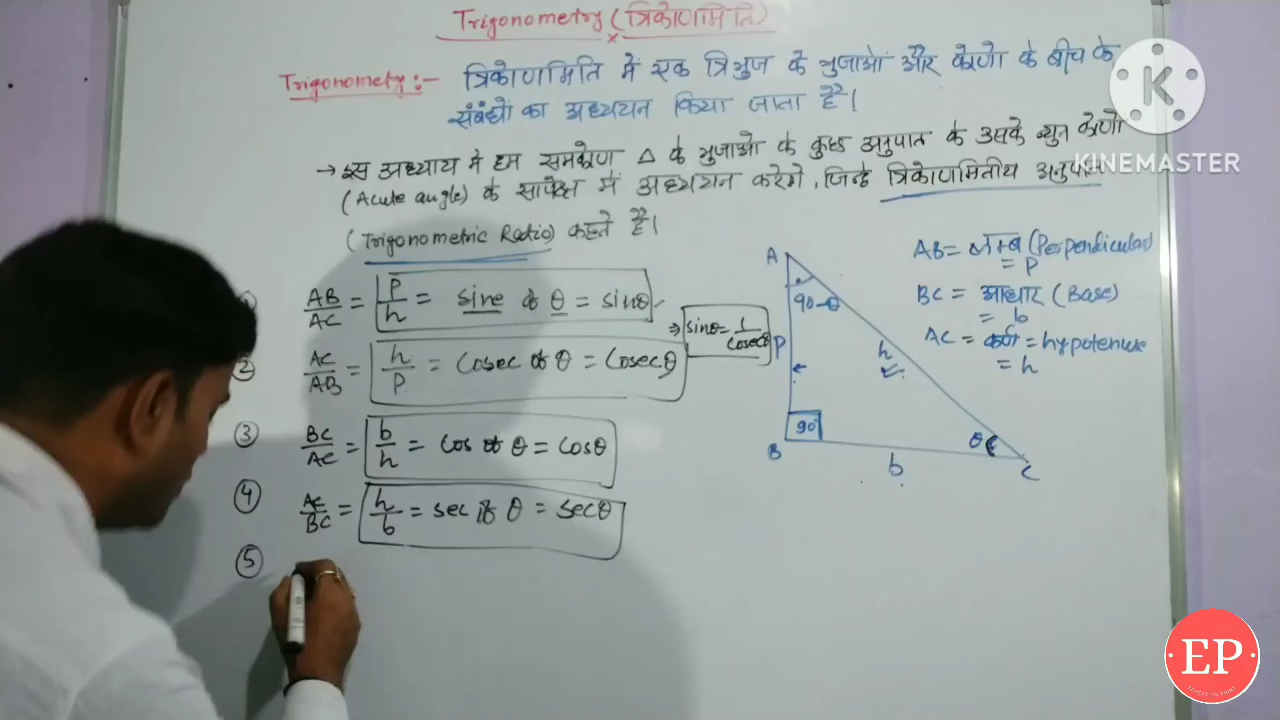 Trigonometry (त्रिकोणमिति)
Trigonometry :- त्रिकोणमिति में एक त्रिभुज के भुजाओं और कोणो के बीच के
संबंधो का अध्ययन किया जाता है।
→ इस अध्याय में हम समकोण △ के भुजाओ के कुछ अनुपात के उसके न्युन कोणो
(Acute angle) के सापेक्ष में अध्ययन करेगे, जिन्हे त्रिकोणमितीय अनुपात
(Trigonometric Ratio) कहते है।
AB/AC = P/h = sine of θ = sinθ
⇒ sinθ = 1/cosecθ
② AC/AB = h/P = Cosec of θ = Cosecθ
③ BC/AC = b/h = Cos of θ = Cosθ
④ AC/BC = h/b = sec of θ = secθ
⑤
A
90-θ
P
h
90°
B
b
θ
C
AB = लम्ब (Perpendicular)
= P
BC = आधार (Base)
= b
AC = कर्ण = hypotenuse
= h
K
KINEMASTER
EP